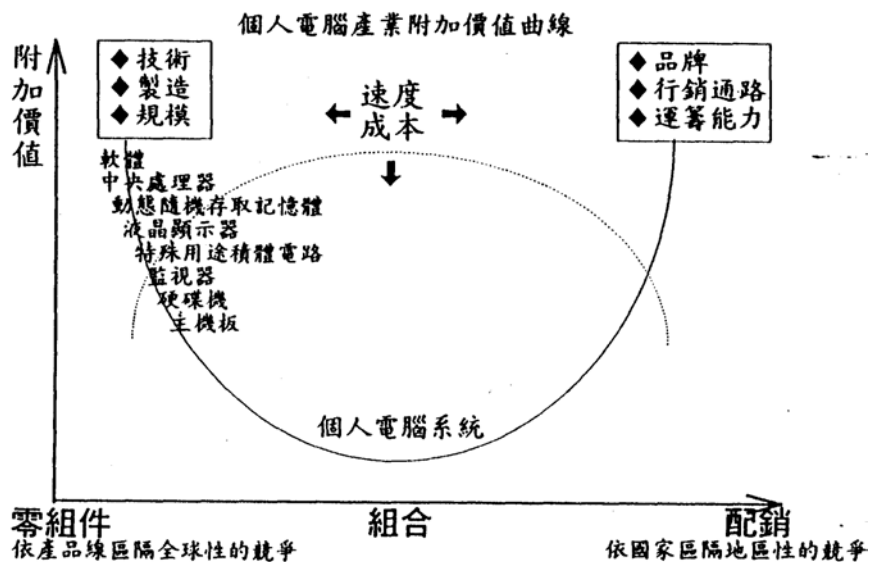 個人電腦產業附加價值曲線
附加價值
◆ 技術
◆ 製造
◆ 規模
速度
成本
◆ 品牌
◆ 行銷通路
◆ 運籌能力
軟體
中央處理器
動態隨機存取記憶體
液晶顯示器
特殊用途積體電路
監視器
硬碟機
主機板
個人電腦系統
零組件
組合
配銷
依產品線區隔全球性的競爭
依國家區隔地區性的競爭